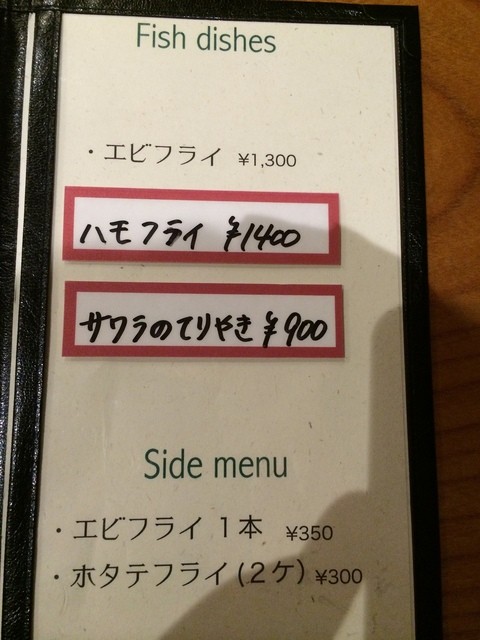 Fish dishes
・エビフライ ¥1,300
ハモフライ ¥1400
サワラのてりやき ¥900
Side menu
・エビフライ 1本 ¥350
・ホタテフライ(2ケ) ¥300